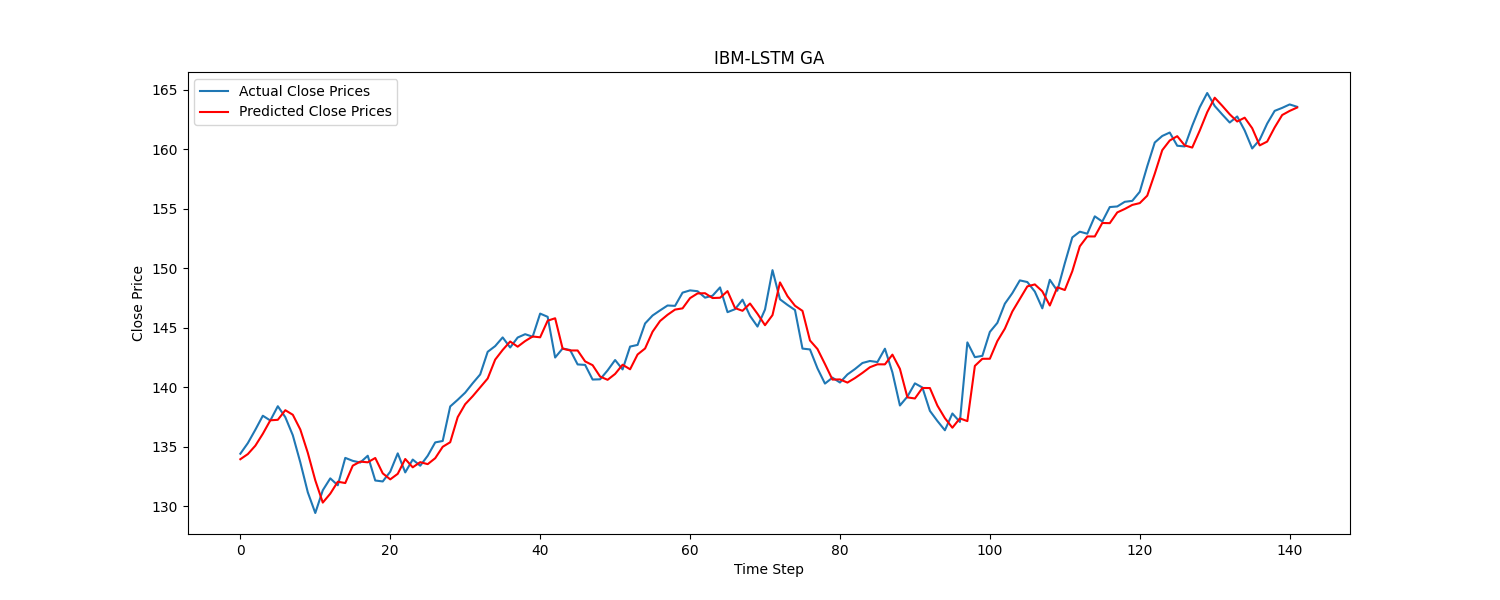 IBM-LSTM GA
Actual Close Prices
Predicted Close Prices
165
160
155
150
145
140
135
130
Close Price
0 20 40 60 80 100 120 140
Time Step